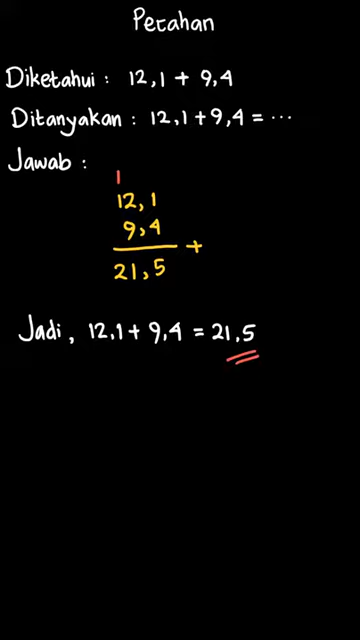 Pecahan
Diketahui : 12,1 + 9,4
Ditanyakan : 12,1 + 9,4 = ...
Jawab :
1
12,1
9,4
+
21,5
Jadi, 12,1 + 9,4 = 21,5